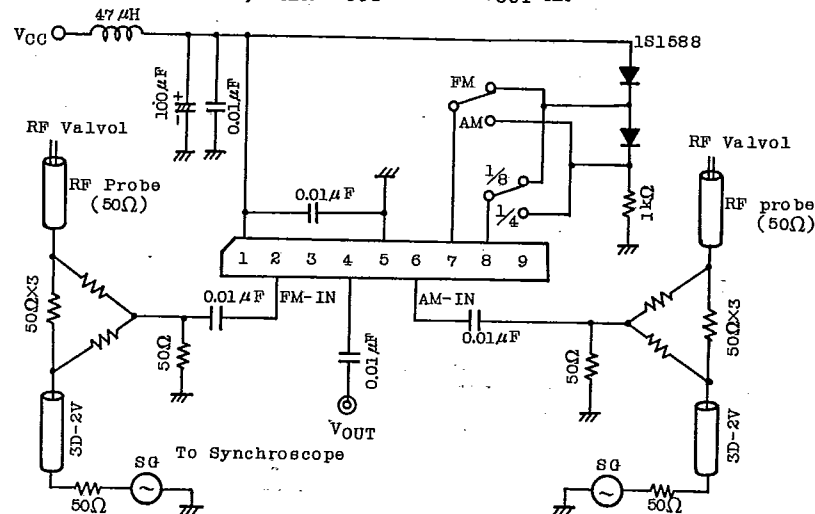 47μH
VCC
100μF
+
-
0.01μF
1S1588
FM
AM
1/8
1/4
1kΩ
RF Valvol
RF Probe
(50Ω)
RF Valvol
RF probe
(50Ω)
0.01μF
1 2 3 4 5 6 7 8 9
50Ω×3
0.01μF
FM-IN
AM-IN
0.01μF
50Ω×3
50Ω
0.01μF
50Ω
VOUT
3D-2V
To Synchroscope
SG
50Ω
3D-2V
SG
50Ω